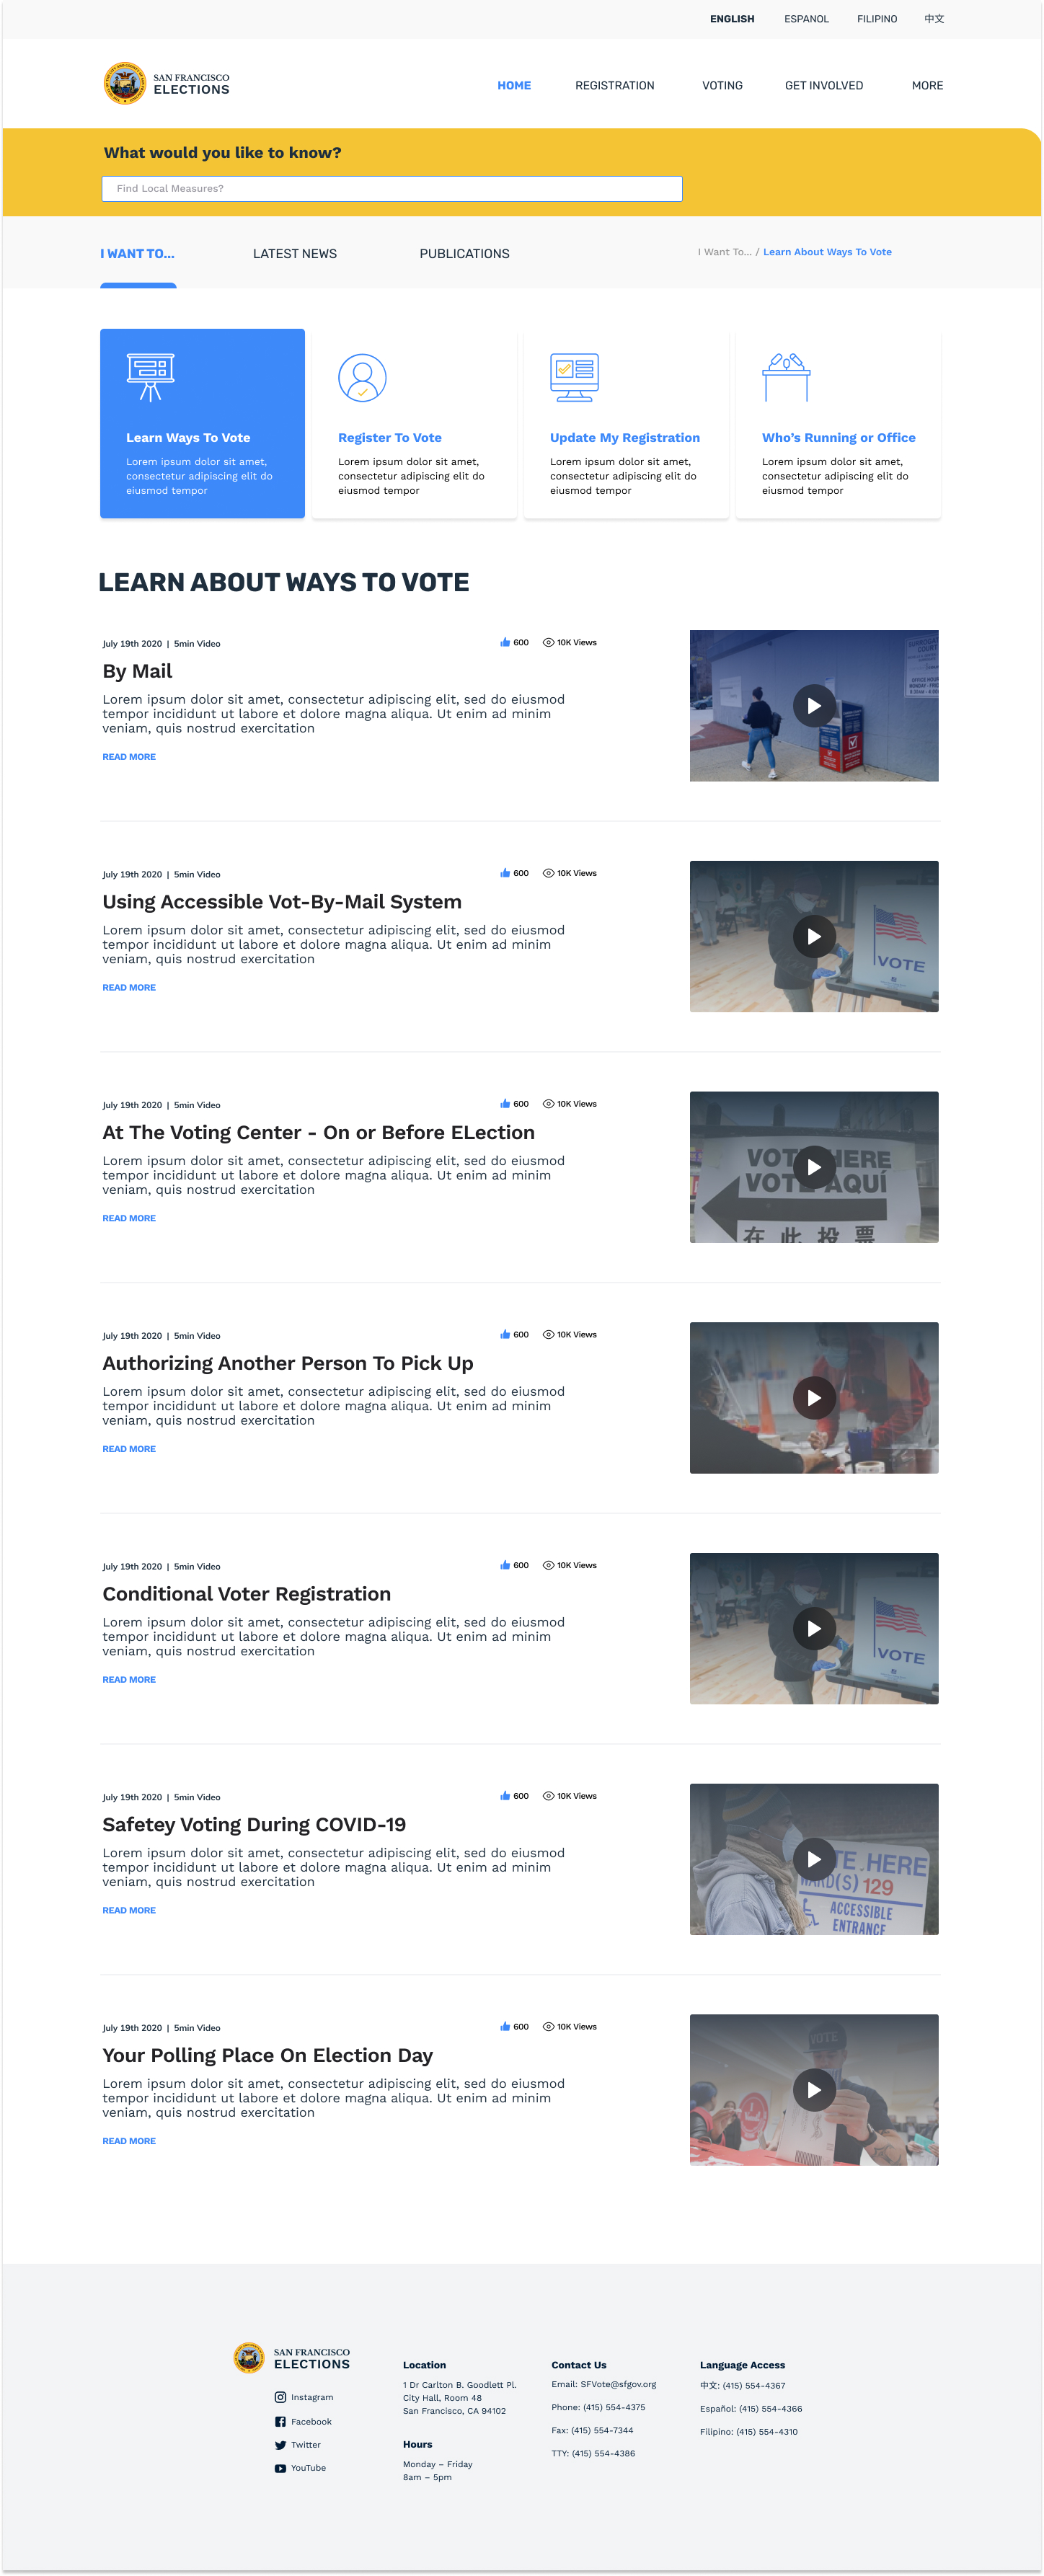 ENGLISH
ESPANOL
FILIPINO
中文
SAN FRANCISCO
ELECTIONS
HOME
REGISTRATION
VOTING
GET INVOLVED
MORE
What would you like to know?
Find Local Measures?
I WANT TO...
LATEST NEWS
PUBLICATIONS
I Want To... / Learn About Ways To Vote
Learn Ways To Vote
Lorem ipsum dolor sit amet,
consectetur adipiscing elit do
eiusmod tempor
Register To Vote
Lorem ipsum dolor sit amet,
consectetur adipiscing elit do
eiusmod tempor
Update My Registration
Lorem ipsum dolor sit amet,
consectetur adipiscing elit do
eiusmod tempor
Who's Running or Office
Lorem ipsum dolor sit amet,
consectetur adipiscing elit do
eiusmod tempor
LEARN ABOUT WAYS TO VOTE
July 19th 2020 | 5min Video
600
10K Views
By Mail
Lorem ipsum dolor sit amet, consectetur adipiscing elit, sed do eiusmod
tempor incididunt ut labore et dolore magna aliqua. Ut enim ad minim
veniam, quis nostrud exercitation
READ MORE
July 19th 2020 | 5min Video
600
10K Views
Using Accessible Vot-By-Mail System
Lorem ipsum dolor sit amet, consectetur adipiscing elit, sed do eiusmod
tempor incididunt ut labore et dolore magna aliqua. Ut enim ad minim
veniam, quis nostrud exercitation
READ MORE
VOTE
July 19th 2020 | 5min Video
600
10K Views
At The Voting Center - On or Before ELection
Lorem ipsum dolor sit amet, consectetur adipiscing elit, sed do eiusmod
tempor incididunt ut labore et dolore magna aliqua. Ut enim ad minim
veniam, quis nostrud exercitation
READ MORE
AQUÍ
在此投票
July 19th 2020 | 5min Video
600
10K Views
Authorizing Another Person To Pick Up
Lorem ipsum dolor sit amet, consectetur adipiscing elit, sed do eiusmod
tempor incididunt ut labore et dolore magna aliqua. Ut enim ad minim
veniam, quis nostrud exercitation
READ MORE
July 19th 2020 | 5min Video
600
10K Views
Conditional Voter Registration
Lorem ipsum dolor sit amet, consectetur adipiscing elit, sed do eiusmod
tempor incididunt ut labore et dolore magna aliqua. Ut enim ad minim
veniam, quis nostrud exercitation
READ MORE
VOTE
July 19th 2020 | 5min Video
600
10K Views
Safetey Voting During COVID-19
Lorem ipsum dolor sit amet, consectetur adipiscing elit, sed do eiusmod
tempor incididunt ut labore et dolore magna aliqua. Ut enim ad minim
veniam, quis nostrud exercitation
READ MORE
HERE
129
ACCESSIBLE
ENTRANCE
July 19th 2020 | 5min Video
600
10K Views
Your Polling Place On Election Day
Lorem ipsum dolor sit amet, consectetur adipiscing elit, sed do eiusmod
tempor incididunt ut labore et dolore magna aliqua. Ut enim ad minim
veniam, quis nostrud exercitation
READ MORE
VOTE
SAN FRANCISCO
ELECTIONS
Instagram
Facebook
Twitter
YouTube
Location
1 Dr Carlton B. Goodlett Pl.
City Hall, Room 48
San Francisco, CA 94102
Hours
Monday – Friday
8am – 5pm
Contact Us
Email: SFVote@sfgov.org
Phone: (415) 554-4375
Fax: (415) 554-7344
TTY: (415) 554-4386
Language Access
中文: (415) 554-4367
Español: (415) 554-4366
Filipino: (415) 554-4310